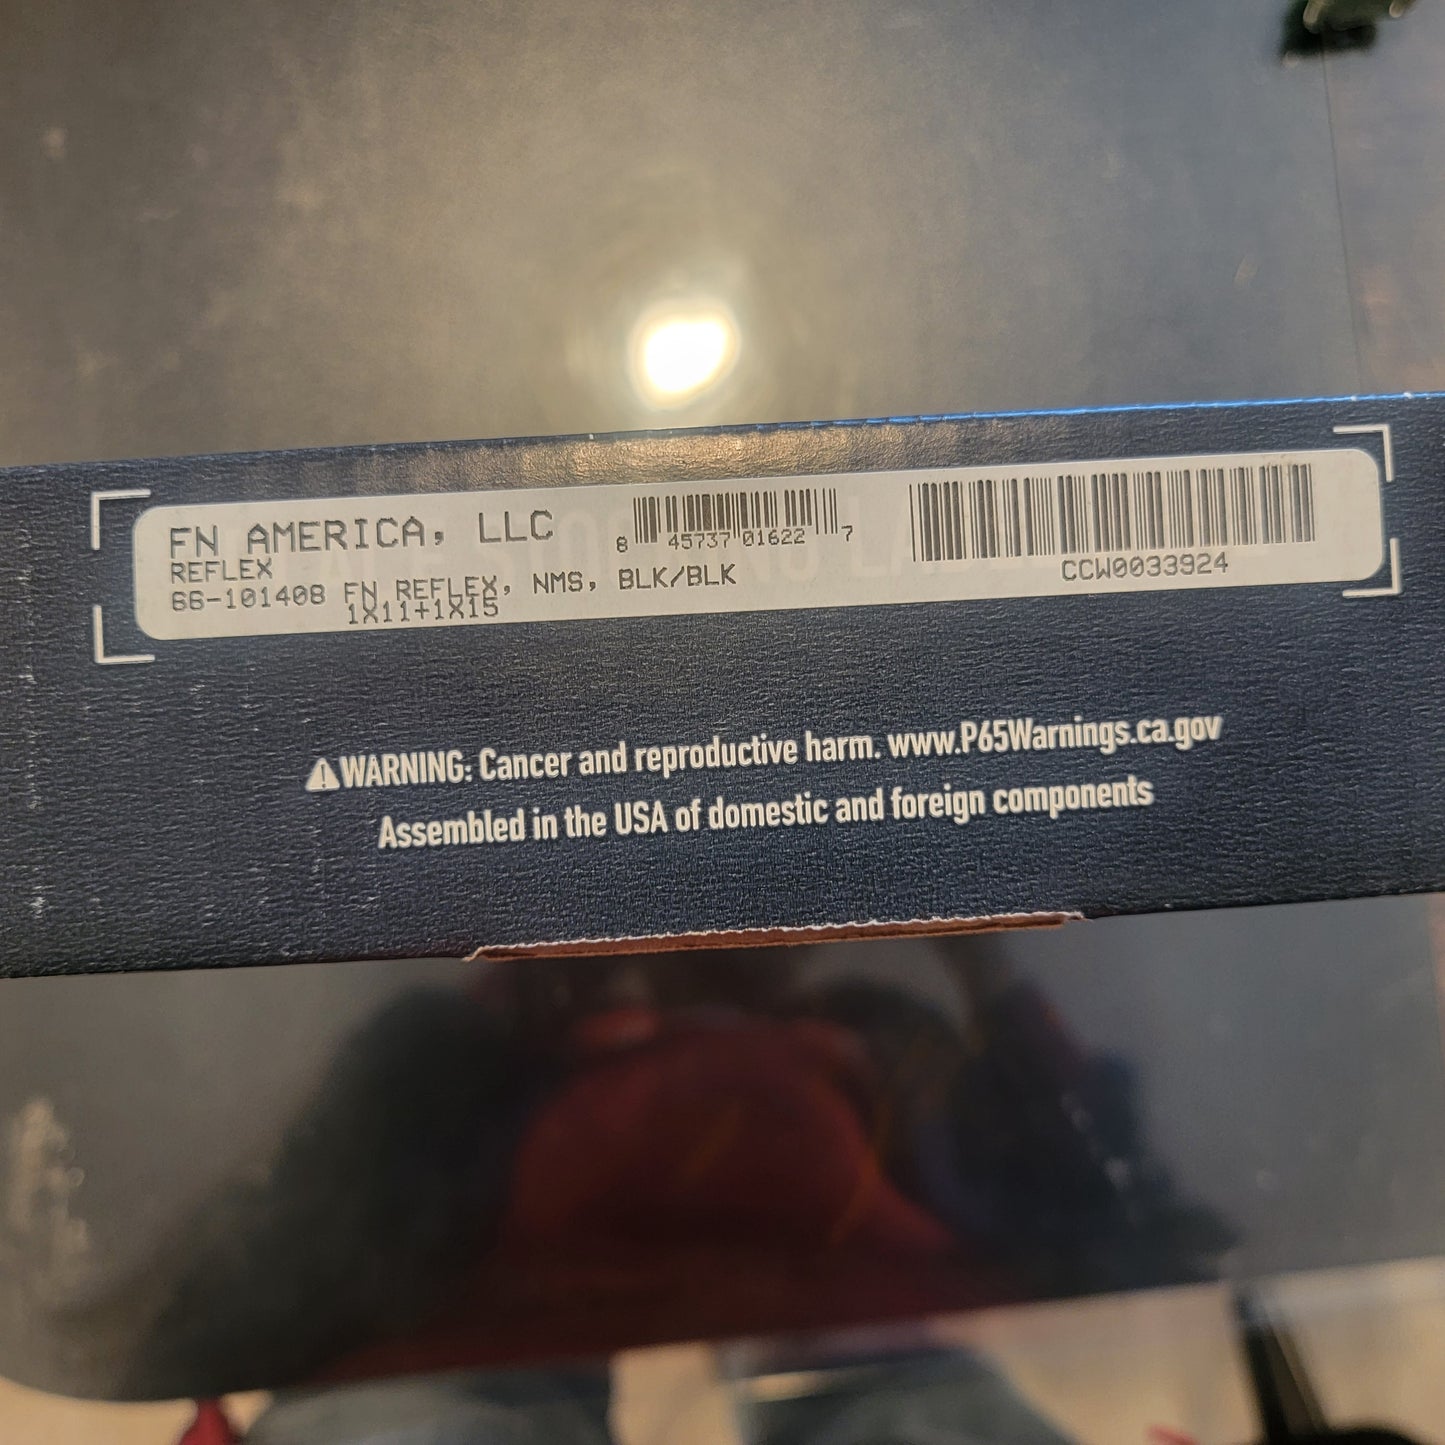 FN AMERICA, LLC
REFLEX
66-101408 FN REFLEX, NMS, BLK/BLK
1X11+1X15
8 45737 01622 7
CCW0033924
WARNING: Cancer and reproductive harm. www.P65Warnings.ca.gov
Assembled in the USA of domestic and foreign components